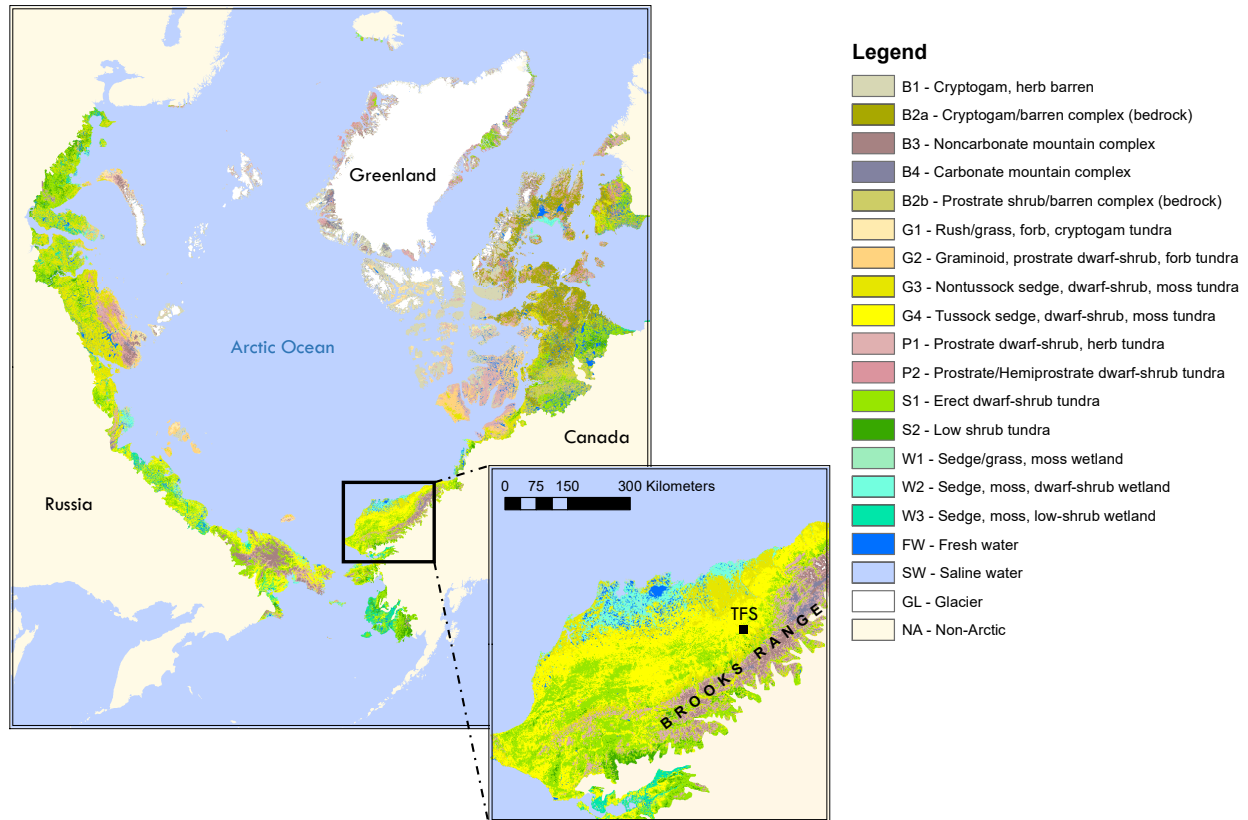 Greenland
Arctic Ocean
Canada
Russia
0 75 150 300 Kilometers
TFS
BROOKS RANGE
Legend
B1 - Cryptogam, herb barren
B2a - Cryptogam/barren complex (bedrock)
B3 - Noncarbonate mountain complex
B4 - Carbonate mountain complex
B2b - Prostrate shrub/barren complex (bedrock)
G1 - Rush/grass, forb, cryptogam tundra
G2 - Graminoid, prostrate dwarf-shrub, forb tundra
G3 - Nontussock sedge, dwarf-shrub, moss tundra
G4 - Tussock sedge, dwarf-shrub, moss tundra
P1 - Prostrate dwarf-shrub, herb tundra
P2 - Prostrate/Hemiprostrate dwarf-shrub tundra
S1 - Erect dwarf-shrub tundra
S2 - Low shrub tundra
W1 - Sedge/grass, moss wetland
W2 - Sedge, moss, dwarf-shrub wetland
W3 - Sedge, moss, low-shrub wetland
FW - Fresh water
SW - Saline water
GL - Glacier
NA - Non-Arctic